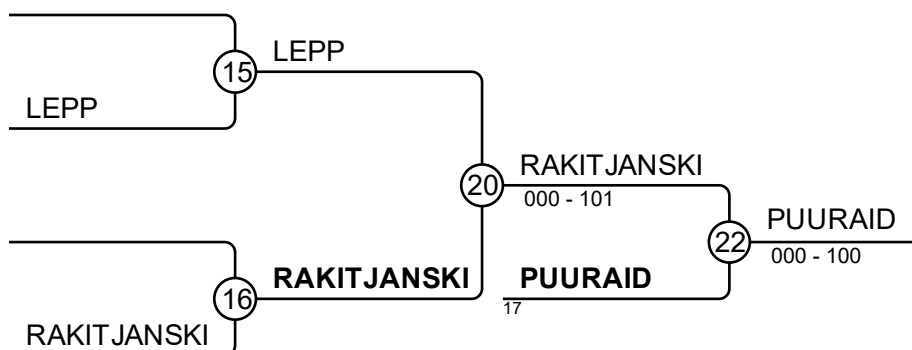 LEPP
15
LEPP
RAKITJANSKI
20
000 - 101
PUURAID
22
000 - 100
RAKITJANSKI
16
PUURAID
17
RAKITJANSKI